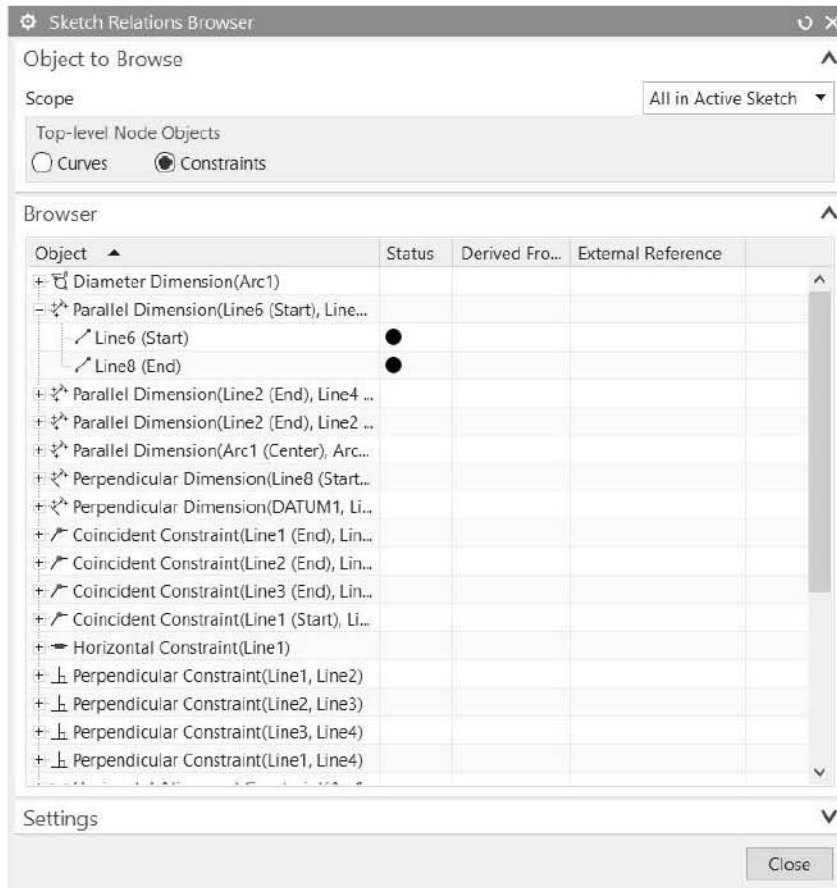 Sketch Relations Browser
Object to Browse
Scope All in Active Sketch
Top-level Node Objects
Curves Constraints
Browser
Object Status Derived Fro... External Reference
Diameter Dimension(Arc1)
Parallel Dimension(Line6 (Start), Line...
Line6 (Start)
Line8 (End)
Parallel Dimension(Line2 (End), Line4 ...
Parallel Dimension(Line2 (End), Line2 ...
Parallel Dimension(Arc1 (Center), Arc...
Perpendicular Dimension(Line8 (Start...
Perpendicular Dimension(DATUM1, Li...
Coincident Constraint(Line1 (End), Lin...
Coincident Constraint(Line2 (End), Lin...
Coincident Constraint(Line3 (End), Lin...
Coincident Constraint(Line1 (Start), Li...
Horizontal Constraint(Line1)
Perpendicular Constraint(Line1, Line2)
Perpendicular Constraint(Line2, Line3)
Perpendicular Constraint(Line3, Line4)
Perpendicular Constraint(Line1, Line4)
Settings
Close